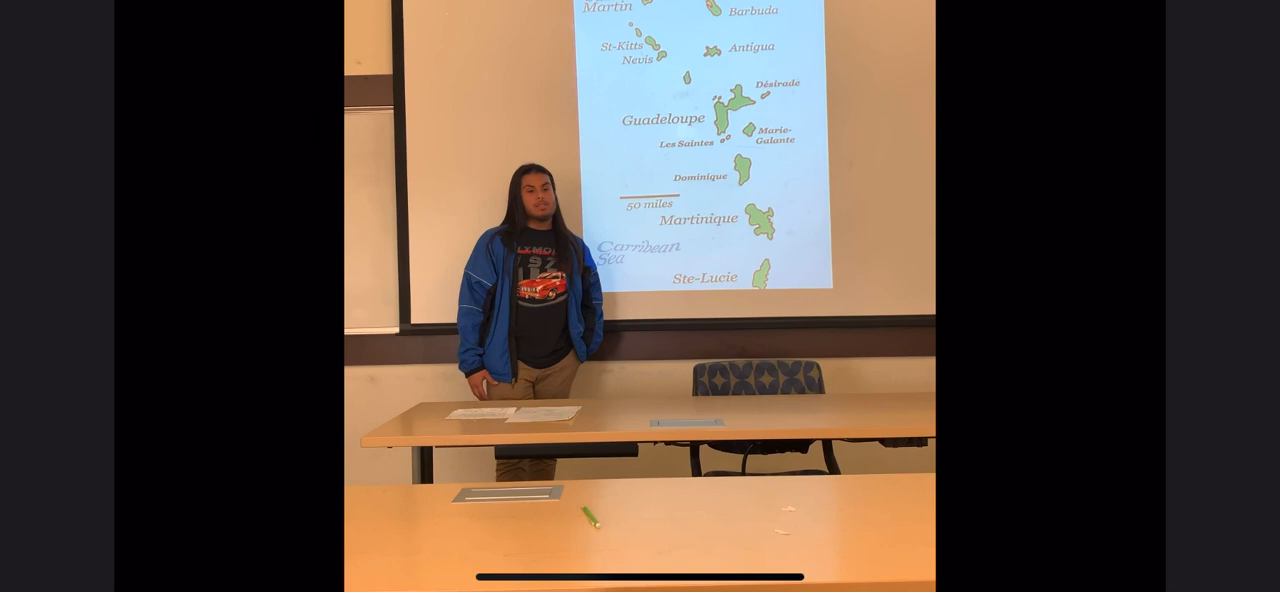 Martin
Barbuda
St-Kitts
Nevis
Antigua
Désirade
Guadeloupe
Marie-
Galante
Les Saintes
Dominique
50 miles
Martinique
Carribean
Sea
Ste-Lucie